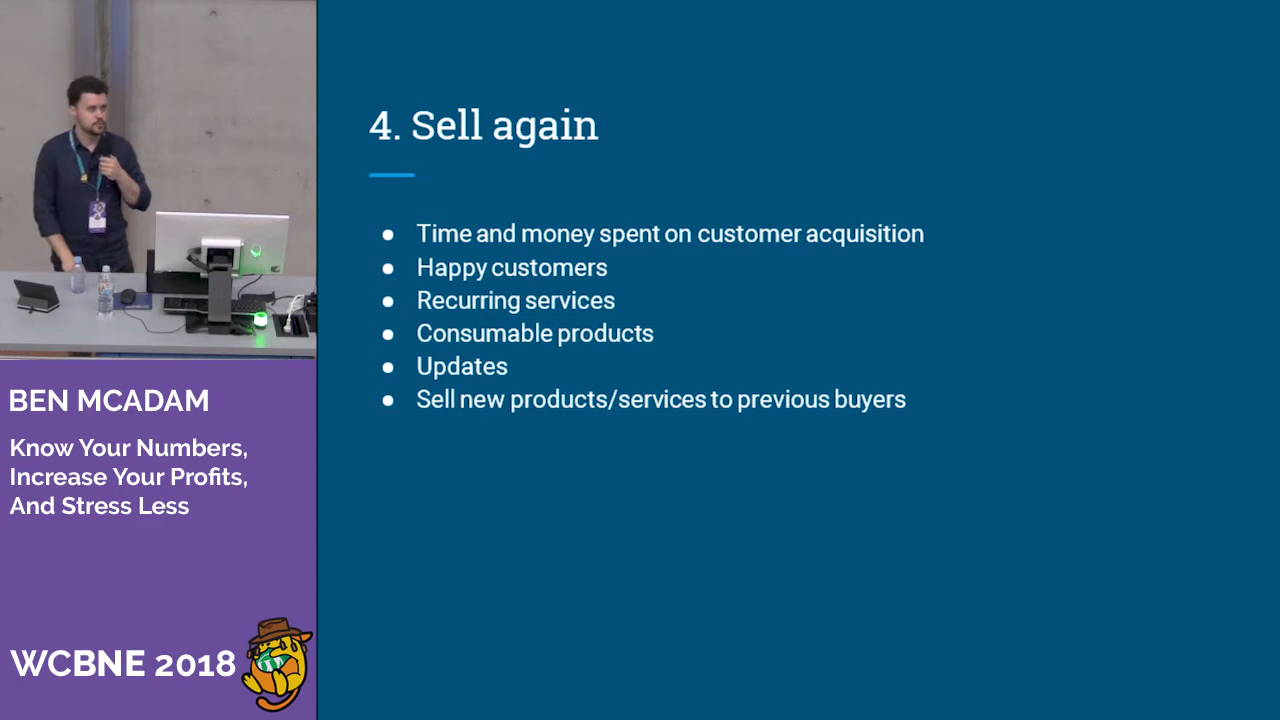 4. Sell again
Time and money spent on customer acquisition
Happy customers
Recurring services
Consumable products
Updates
Sell new products/services to previous buyers
BEN MCADAM
Know Your Numbers,
Increase Your Profits,
And Stress Less
WCBNE 2018